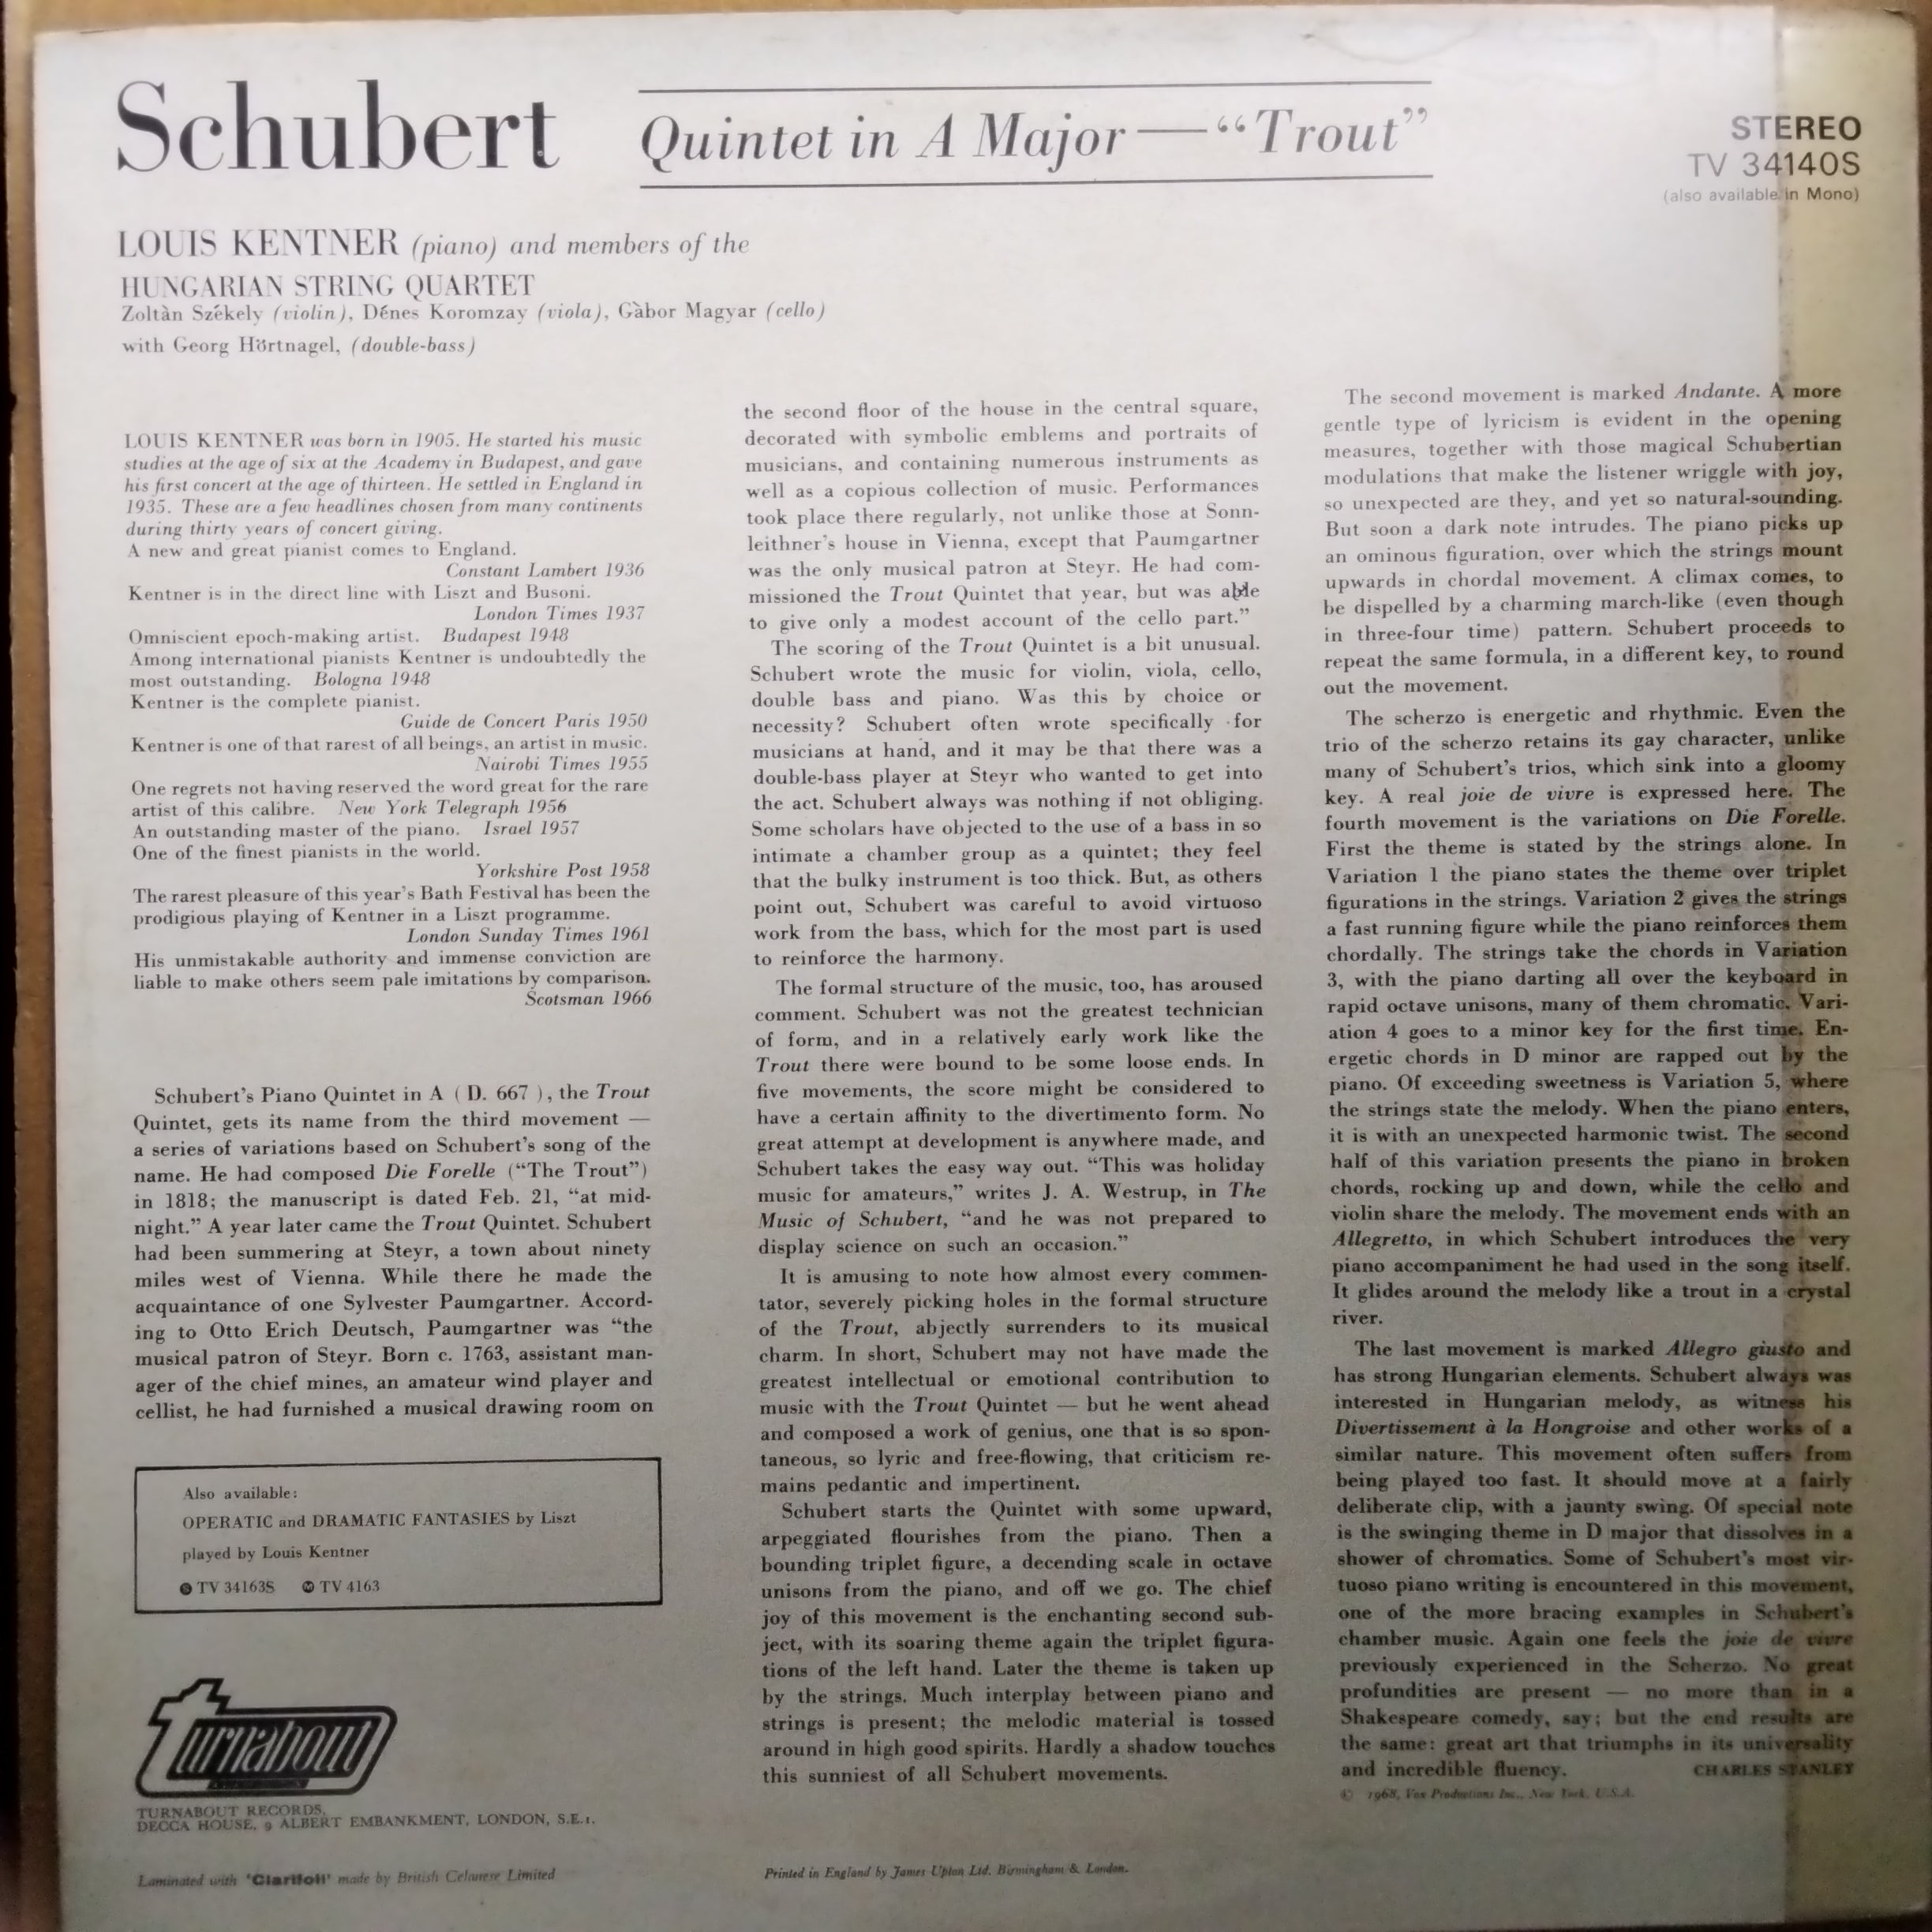 Schubert
Quintet in A Major — “Trout”
STEREO
TV 34140S
(also available in Mono)
LOUIS KENTNER (piano) and members of the
HUNGARIAN STRING QUARTET
Zoltàn Székely (violin), Dénes Koromzay (viola), Gàbor Magyar (cello)
with Georg Hörtnagel, (double-bass)
LOUIS KENTNER was born in 1905. He started his music
studies at the age of six at the Academy in Budapest, and gave
his first concert at the age of thirteen. He settled in England in
1935. These are a few headlines chosen from many continents
during thirty years of concert giving.
A new and great pianist comes to England.
Constant Lambert 1936
Kentner is in the direct line with Liszt and Busoni.
London Times 1937
Omniscient epoch-making artist. Budapest 1948
Among international pianists Kentner is undoubtedly the
most outstanding. Bologna 1948
Kentner is the complete pianist.
Guide de Concert Paris 1950
Kentner is one of that rarest of all beings, an artist in music.
Nairobi Times 1955
One regrets not having reserved the word great for the rare
artist of this calibre. New York Telegraph 1956
An outstanding master of the piano. Israel 1957
One of the finest pianists in the world.
Yorkshire Post 1958
The rarest pleasure of this year's Bath Festival has been the
prodigious playing of Kentner in a Liszt programme.
London Sunday Times 1961
His unmistakable authority and immense conviction are
liable to make others seem pale imitations by comparison.
Scotsman 1966
Schubert's Piano Quintet in A ( D. 667 ), the Trout
Quintet, gets its name from the third movement —
a series of variations based on Schubert's song of the
name. He had composed Die Forelle (“The Trout”)
in 1818; the manuscript is dated Feb. 21, “at mid-
night.” A year later came the Trout Quintet. Schubert
had been summering at Steyr, a town about ninety
miles west of Vienna. While there he made the
acquaintance of one Sylvester Paumgartner. Accord-
ing to Otto Erich Deutsch, Paumgartner was “the
musical patron of Steyr. Born c. 1763, assistant man-
ager of the chief mines, an amateur wind player and
cellist, he had furnished a musical drawing room on
Also available:
OPERATIC and DRAMATIC FANTASIES by Liszt
played by Louis Kentner
S TV 34163S M TV 4163
turnabout
TURNABOUT RECORDS,
DECCA HOUSE, 9 ALBERT EMBANKMENT, LONDON, S.E.1.
Laminated with 'Clarifoil' made by British Celanese Limited
the second floor of the house in the central square,
decorated with symbolic emblems and portraits of
musicians, and containing numerous instruments as
well as a copious collection of music. Performances
took place there regularly, not unlike those at Sonn-
leithner's house in Vienna, except that Paumgartner
was the only musical patron at Steyr. He had com-
missioned the Trout Quintet that year, but was able
to give only a modest account of the cello part.”
The scoring of the Trout Quintet is a bit unusual.
Schubert wrote the music for violin, viola, cello,
double bass and piano. Was this by choice or
necessity? Schubert often wrote specifically for
musicians at hand, and it may be that there was a
double-bass player at Steyr who wanted to get into
the act. Schubert always was nothing if not obliging.
Some scholars have objected to the use of a bass in so
intimate a chamber group as a quintet; they feel
that the bulky instrument is too thick. But, as others
point out, Schubert was careful to avoid virtuoso
work from the bass, which for the most part is used
to reinforce the harmony.
The formal structure of the music, too, has aroused
comment. Schubert was not the greatest technician
of form, and in a relatively early work like the
Trout there were bound to be some loose ends. In
five movements, the score might be considered to
have a certain affinity to the divertimento form. No
great attempt at development is anywhere made, and
Schubert takes the easy way out. “This was holiday
music for amateurs,” writes J. A. Westrup, in The
Music of Schubert, “and he was not prepared to
display science on such an occasion.”
It is amusing to note how almost every commen-
tator, severely picking holes in the formal structure
of the Trout, abjectly surrenders to its musical
charm. In short, Schubert may not have made the
greatest intellectual or emotional contribution to
music with the Trout Quintet — but he went ahead
and composed a work of genius, one that is so spon-
taneous, so lyric and free-flowing, that criticism re-
mains pedantic and impertinent.
Schubert starts the Quintet with some upward,
arpeggiated flourishes from the piano. Then a
bounding triplet figure, a decending scale in octave
unisons from the piano, and off we go. The chief
joy of this movement is the enchanting second sub-
ject, with its soaring theme again the triplet figura-
tions of the left hand. Later the theme is taken up
by the strings. Much interplay between piano and
strings is present; the melodic material is tossed
around in high good spirits. Hardly a shadow touches
this sunniest of all Schubert movements.
Printed in England by James Upton Ltd. Birmingham & London.
The second movement is marked Andante. A more
gentle type of lyricism is evident in the opening
measures, together with those magical Schubertian
modulations that make the listener wriggle with joy,
so unexpected are they, and yet so natural-sounding.
But soon a dark note intrudes. The piano picks up
an ominous figuration, over which the strings mount
upwards in chordal movement. A climax comes, to
be dispelled by a charming march-like (even though
in three-four time) pattern. Schubert proceeds to
repeat the same formula, in a different key, to round
out the movement.
The scherzo is energetic and rhythmic. Even the
trio of the scherzo retains its gay character, unlike
many of Schubert's trios, which sink into a gloomy
key. A real joie de vivre is expressed here. The
fourth movement is the variations on Die Forelle.
First the theme is stated by the strings alone. In
Variation 1 the piano states the theme over triplet
figurations in the strings. Variation 2 gives the strings
a fast running figure while the piano reinforces them
chordally. The strings take the chords in Variation
3, with the piano darting all over the keyboard in
rapid octave unisons, many of them chromatic. Vari-
ation 4 goes to a minor key for the first time. En-
ergetic chords in D minor are rapped out by the
piano. Of exceeding sweetness is Variation 5, where
the strings state the melody. When the piano enters,
it is with an unexpected harmonic twist. The second
half of this variation presents the piano in broken
chords, rocking up and down, while the cello and
violin share the melody. The movement ends with an
Allegretto, in which Schubert introduces the very
piano accompaniment he had used in the song itself.
It glides around the melody like a trout in a crystal
river.
The last movement is marked Allegro giusto and
has strong Hungarian elements. Schubert always was
interested in Hungarian melody, as witness his
Divertissement à la Hongroise and other works of a
similar nature. This movement often suffers from
being played too fast. It should move at a fairly
deliberate clip, with a jaunty swing. Of special note
is the swinging theme in D major that dissolves in a
shower of chromatics. Some of Schubert's most vir-
tuoso piano writing is encountered in this movement,
one of the more bracing examples in Schubert's
chamber music. Again one feels the joie de vivre
previously experienced in the Scherzo. No great
profundities are present — no more than in a
Shakespeare comedy, say; but the end results are
the same: great art that triumphs in its universality
and incredible fluency. CHARLES STANLEY
© 1968, Vox Productions Inc., New York, U.S.A.